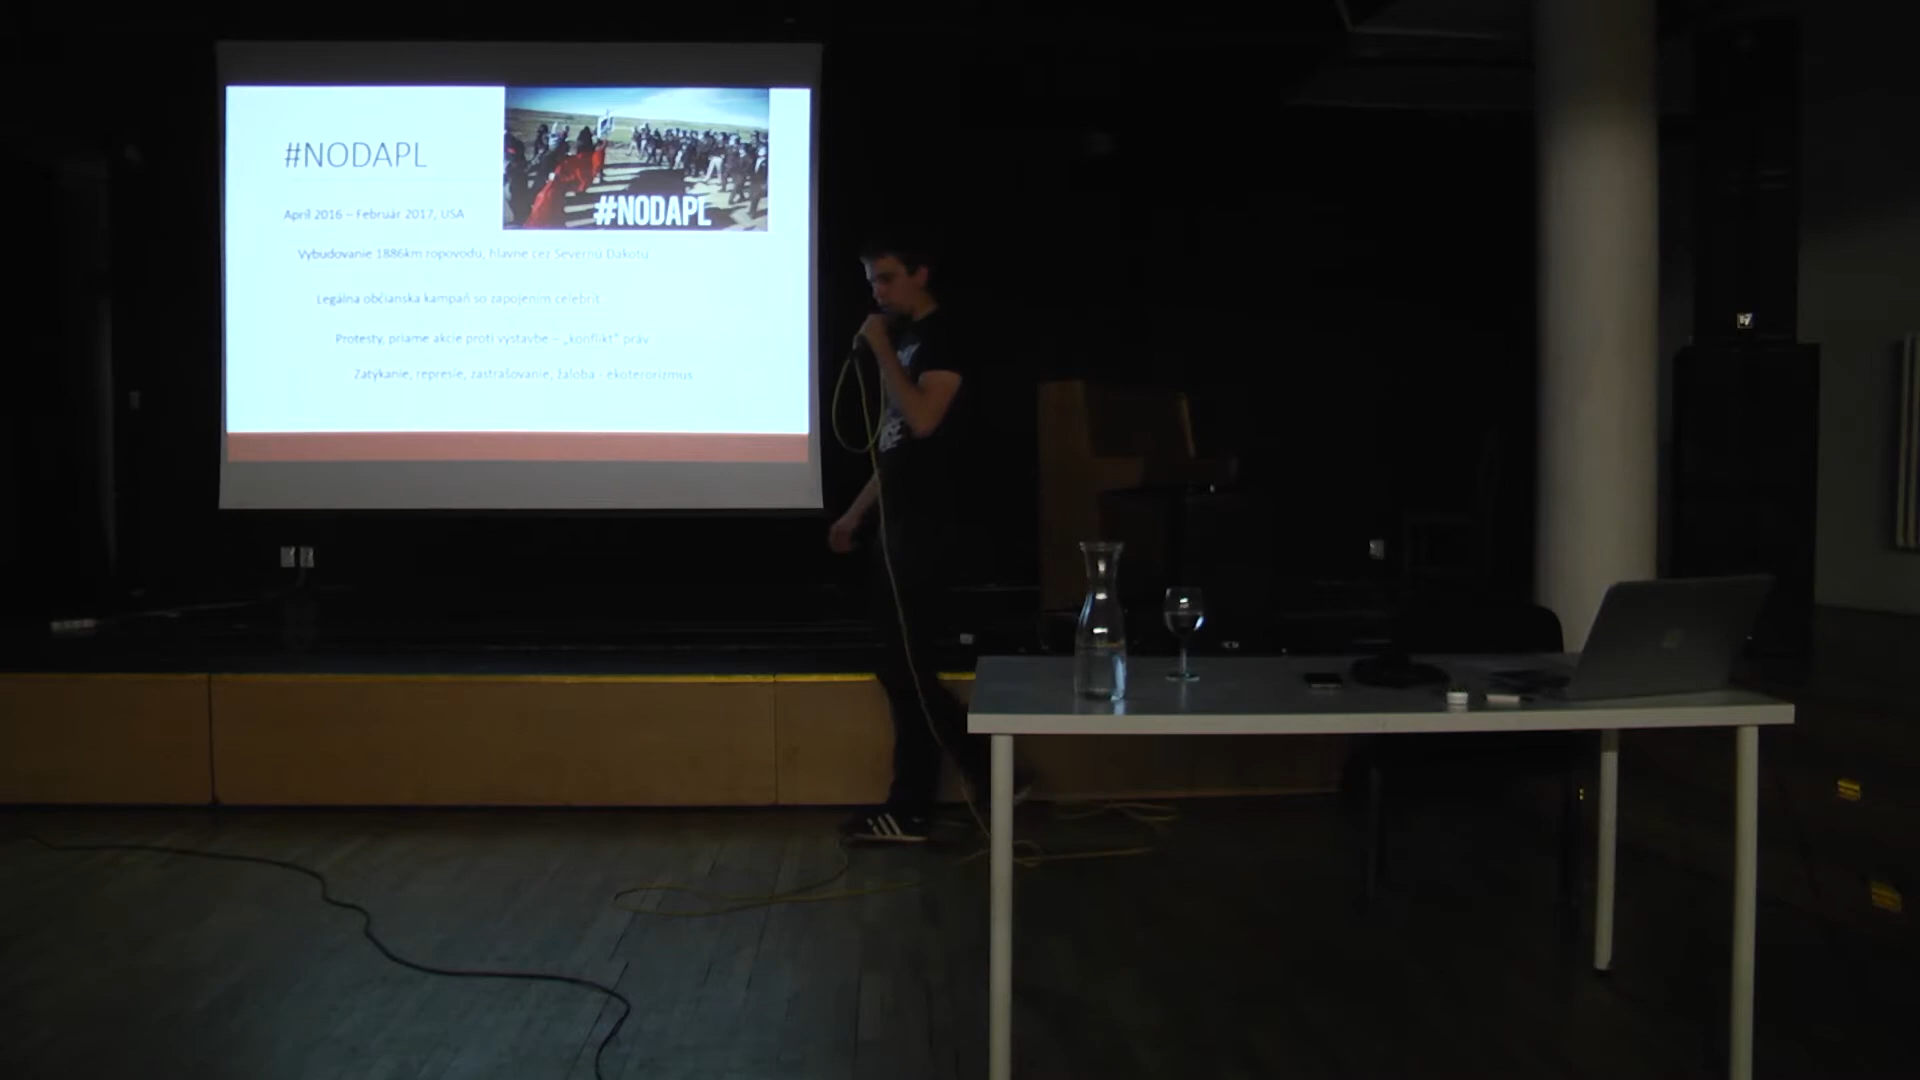 #NODAPL
#NODAPL
Apríl 2016 – Február 2017, USA
Vybudovanie 1886km ropovodu, hlavne cez Severnú Dakotu
Legálna občianska kampaň so zapojením celebrít
Protesty, priame akcie proti výstavbe – „konflikt" práv
Zatýkanie, represie, zastrašovanie, žaloba - ekoterorizmus